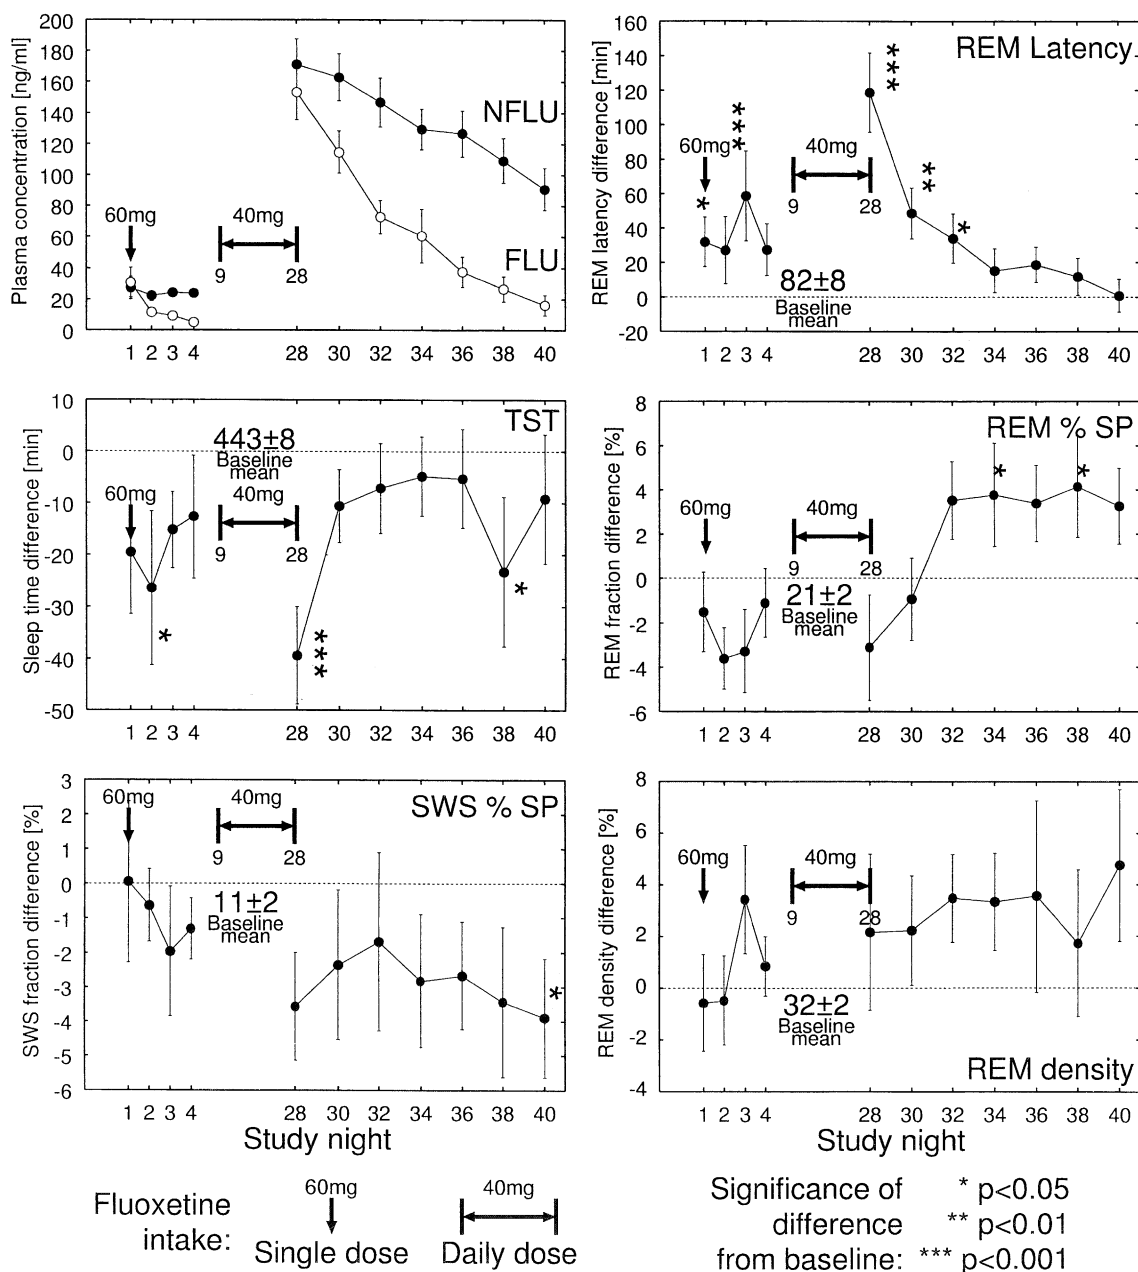 Plasma concentration [ng/ml]
200
180
160
140
120
100
80
60
40
20
0
NFLU
FLU
60mg
40mg
9
28
1 2 3 4 28 30 32 34 36 38 40
REM latency difference [min]
160
140
120
100
80
60
40
20
0
-20
REM Latency
60mg
40mg
9
28
*
***
***
**
*
82±8
Baseline
mean
1 2 3 4 28 30 32 34 36 38 40
Sleep time difference [min]
10
0
-10
-20
-30
-40
-50
TST
443±8
Baseline
mean
60mg
40mg
9
28
*
***
*
1 2 3 4 28 30 32 34 36 38 40
REM fraction difference [%]
8
6
4
2
0
-2
-4
-6
REM % SP
60mg
40mg
9
28
*
*
21±2
Baseline
mean
1 2 3 4 28 30 32 34 36 38 40
SWS fraction difference [%]
3
2
1
0
-1
-2
-3
-4
-5
-6
SWS % SP
60mg
40mg
9
28
11±2
Baseline
mean
*
1 2 3 4 28 30 32 34 36 38 40
Study night
REM density difference [%]
8
6
4
2
0
-2
-4
60mg
40mg
9
28
32±2
Baseline
mean
REM density
1 2 3 4 28 30 32 34 36 38 40
Study night
Fluoxetine
intake:
60mg
Single dose
40mg
Daily dose
Significance of * p<0.05
difference ** p<0.01
from baseline: *** p<0.001